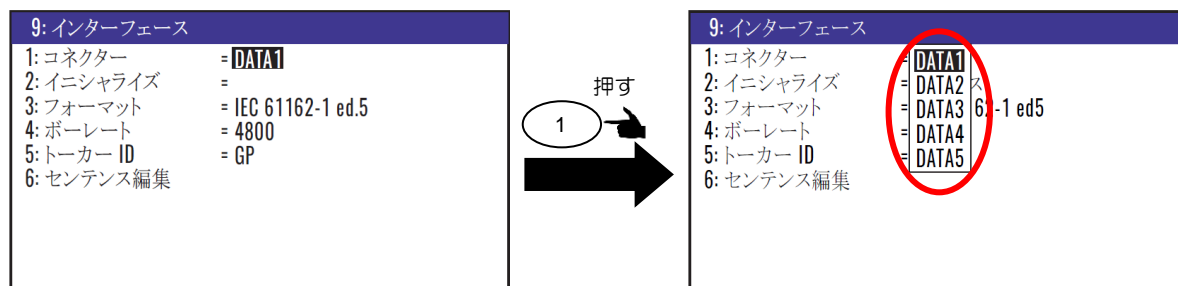 9: インターフェース
1: コネクター = DATA1
2: イニシャライズ =
3: フォーマット = IEC 61162-1 ed.5
4: ボーレート = 4800
5: トーカー ID = GP
6: センテンス編集
押す
1
9: インターフェース
1: コネクター = DATA1
2: イニシャライズ = DATA2 ス
3: フォーマット = DATA3 62-1 ed5
4: ボーレート = DATA4
5: トーカー ID = DATA5
6: センテンス編集